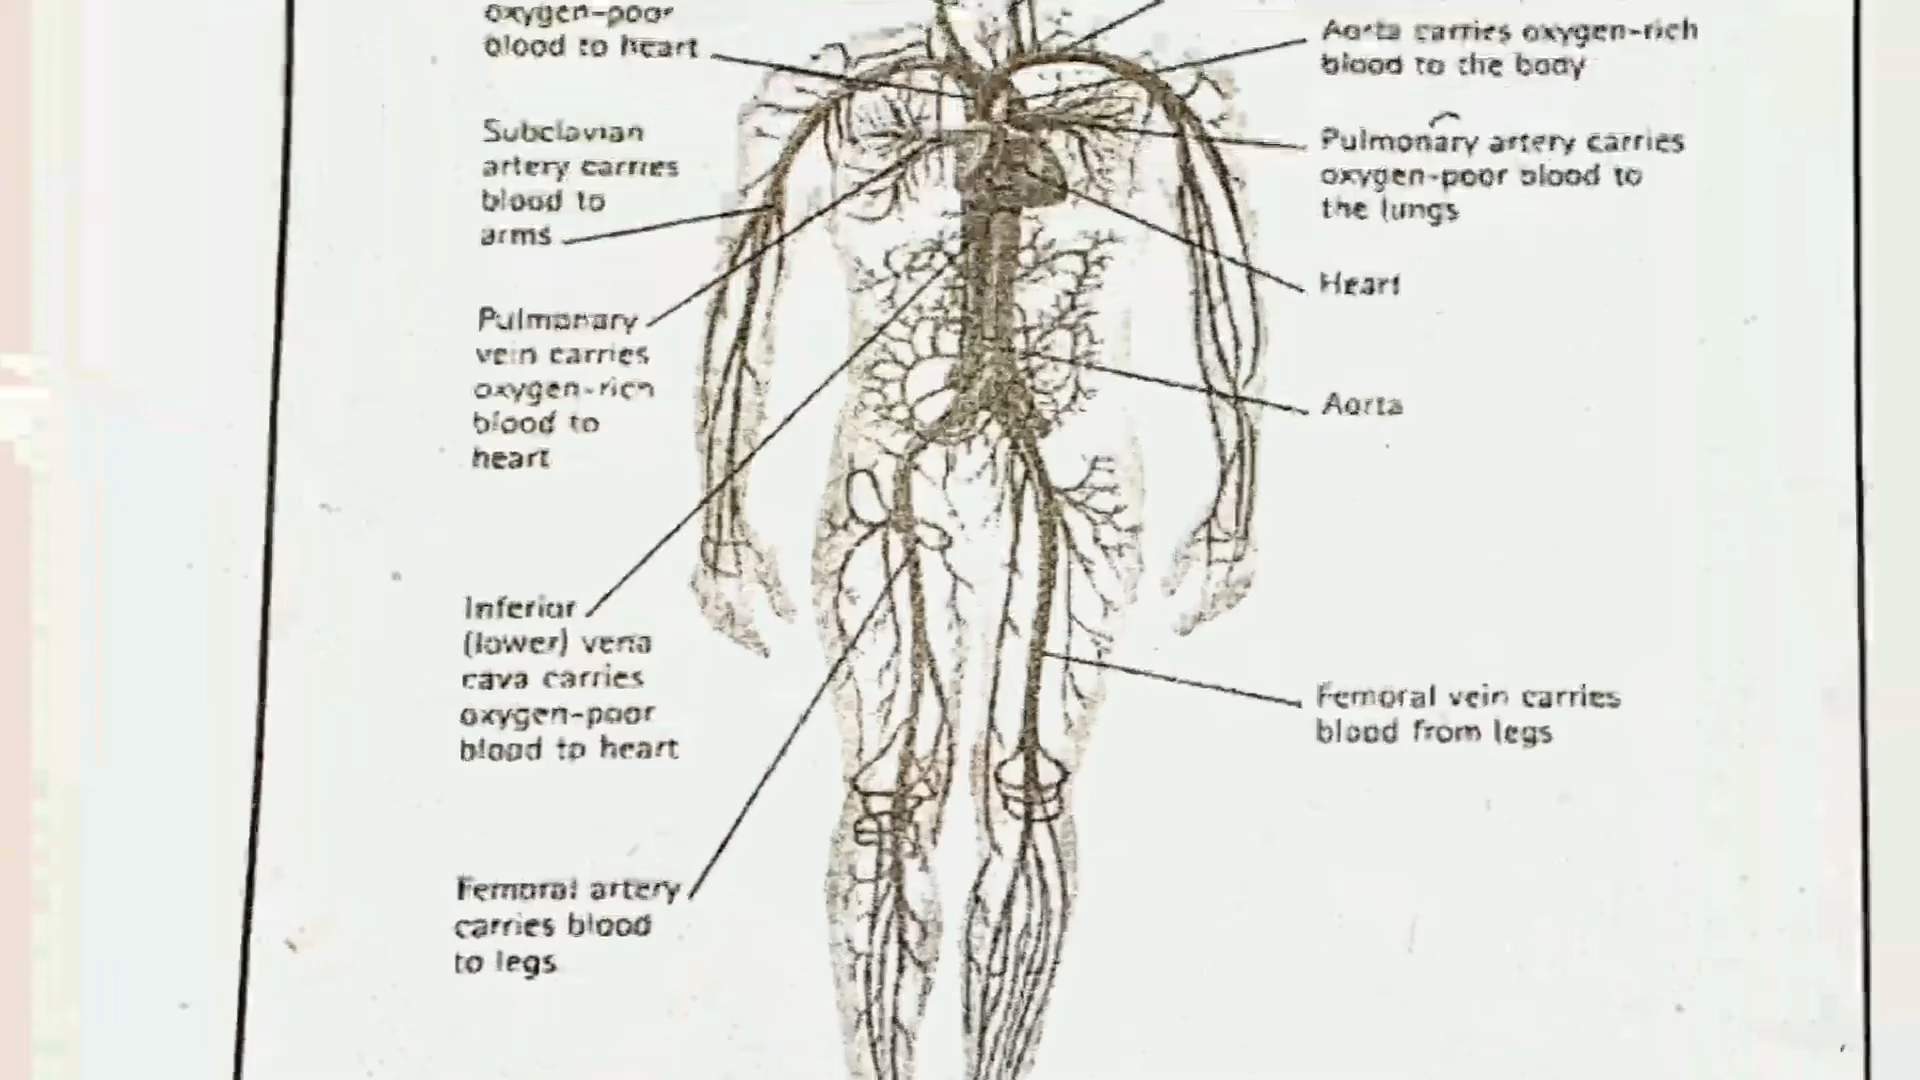 oxygen-poor
blood to heart
Subclavian
artery carries
blood to
arms
Pulmonary
vein carries
oxygen-rich
blood to
heart
Inferior
(lower) vena
cava carries
oxygen-poor
blood to heart
Femoral artery
carries blood
to legs
Aorta carries oxygen-rich
blood to the body
Pulmonary artery carries
oxygen-poor blood to
the lungs
Heart
Aorta
Femoral vein carries
blood from legs